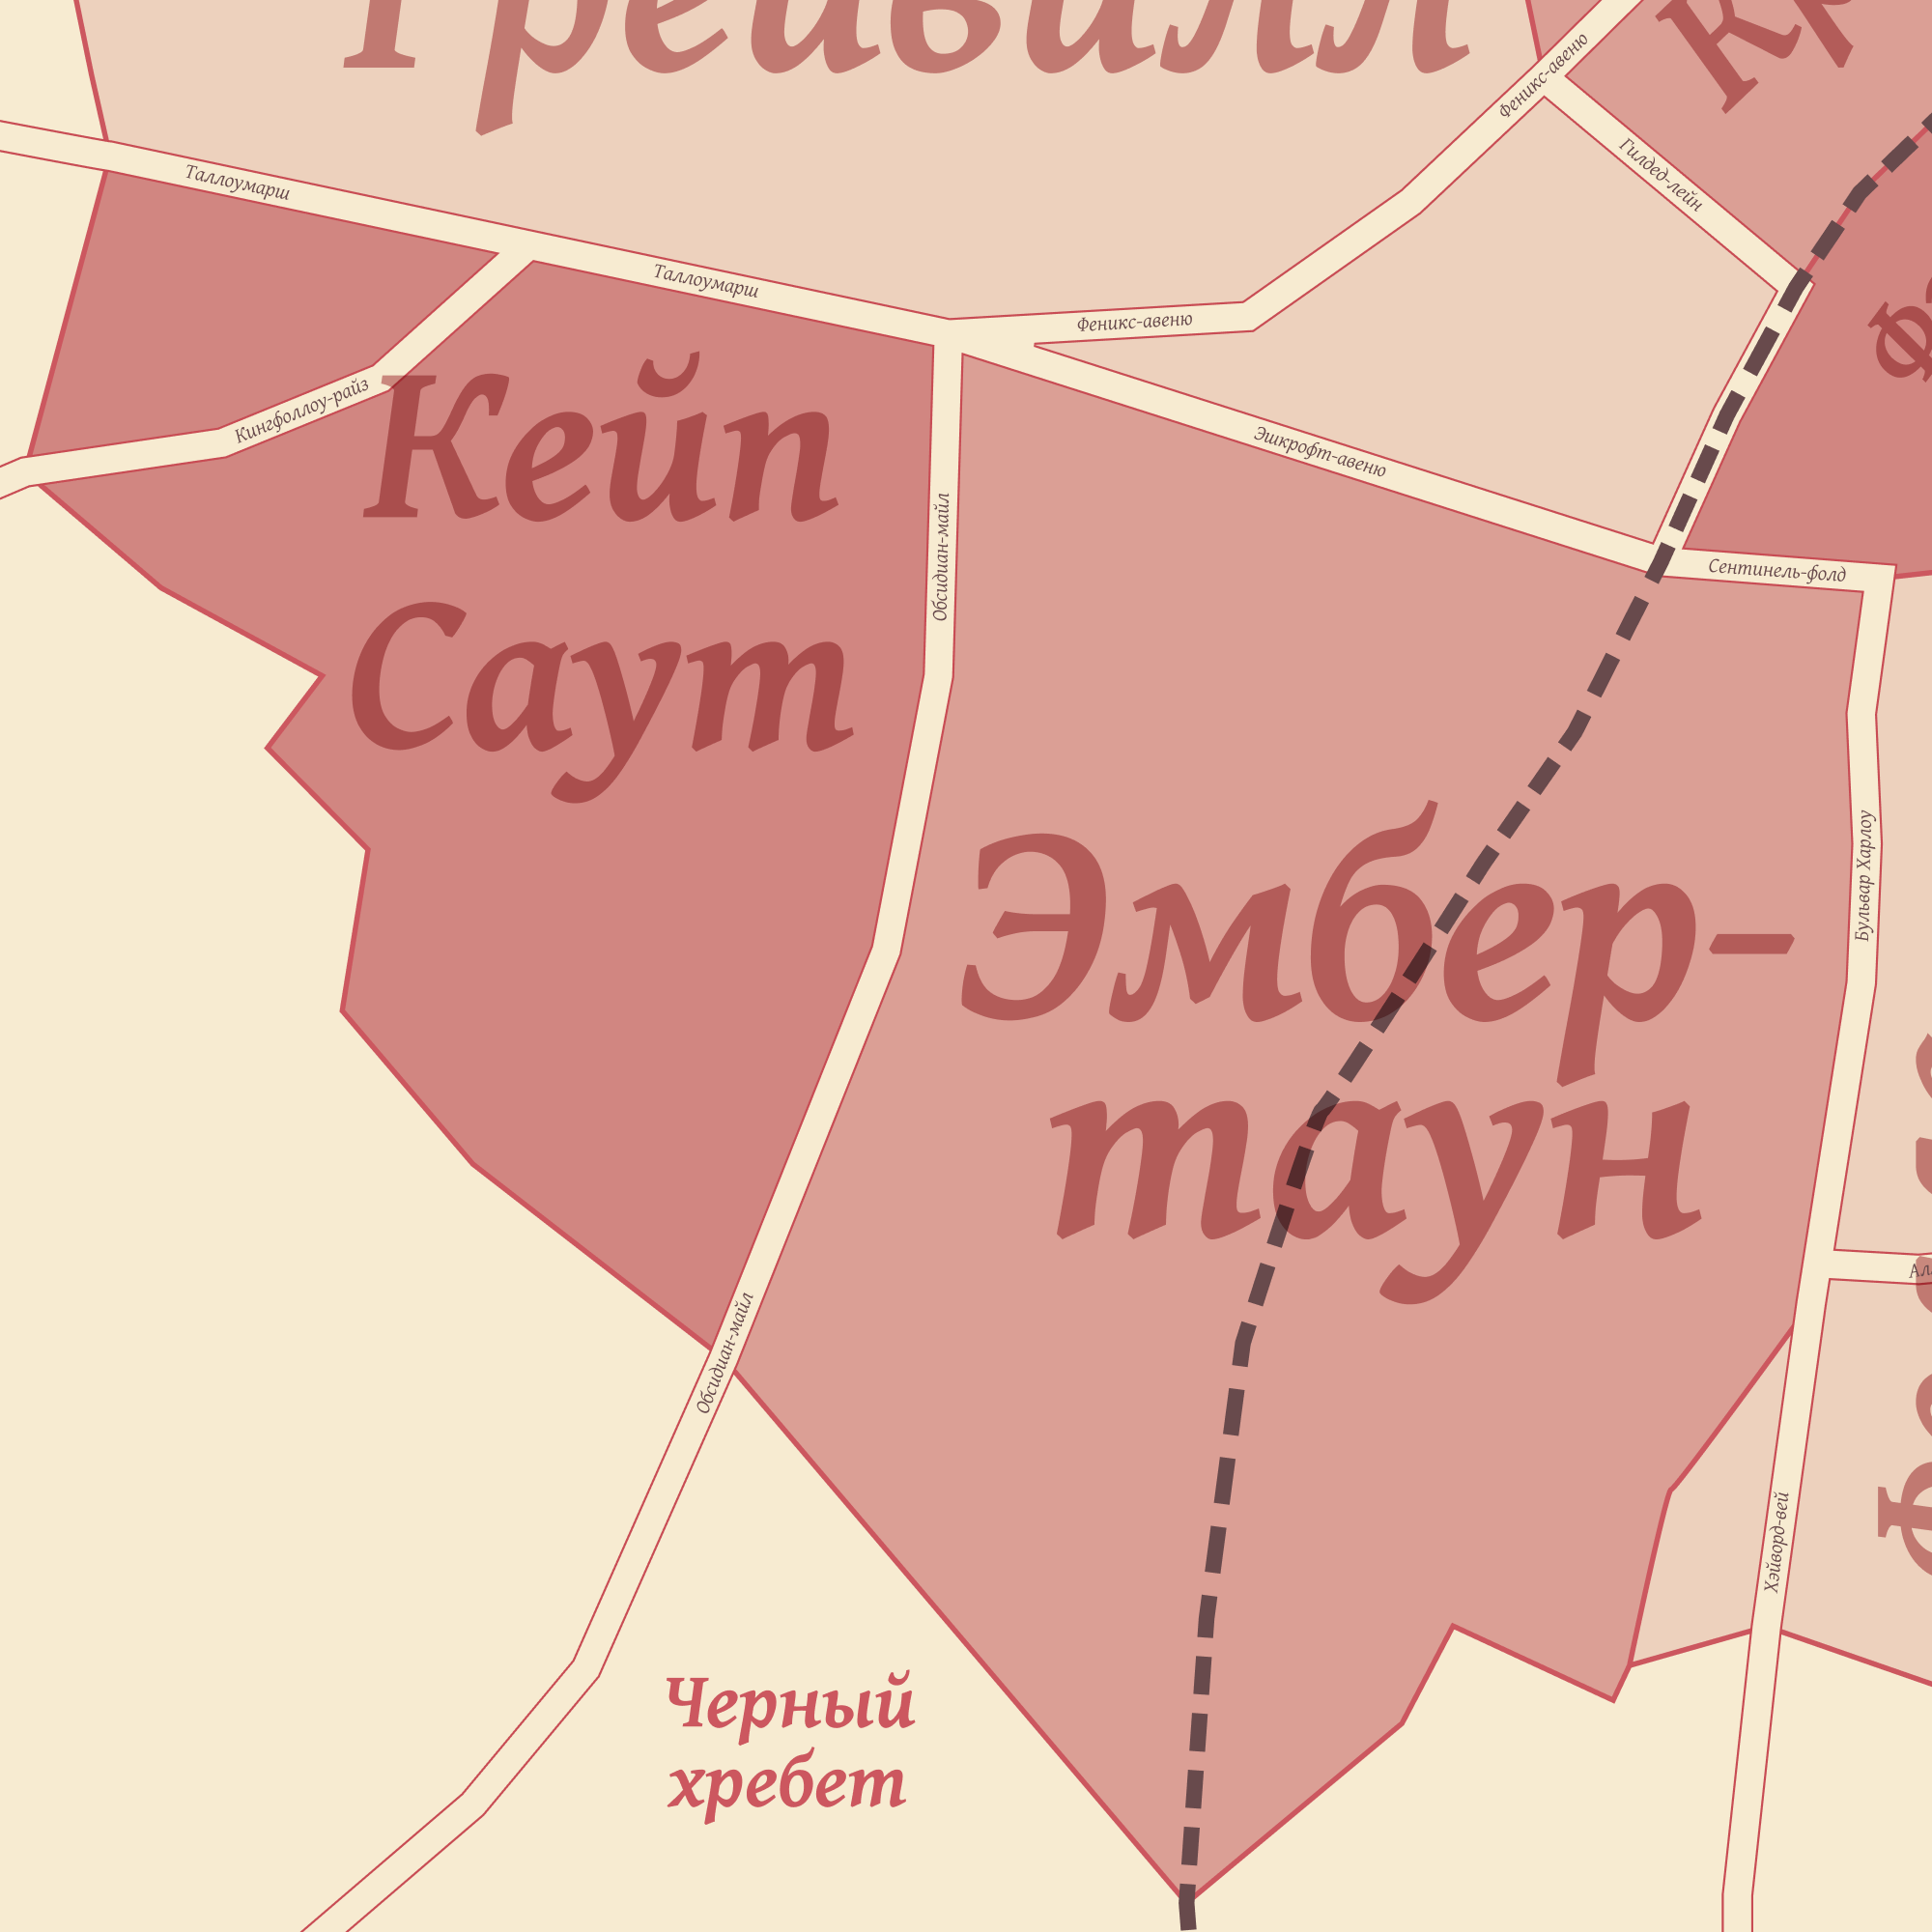 Грейвилл
Феникс-авеню
Гилдед-лейн
Таллоумарш
Таллоумарш
Феникс-авеню
Кингфоллоу-райз
Кейп
Саут
Эшкрофт-авеню
Обсидиан-майл
Сентинель-фолд
Эмбер-
таун
Бульвар Харлоу
Обсидиан-майл
Хэйворд-вей
Черный
хребет